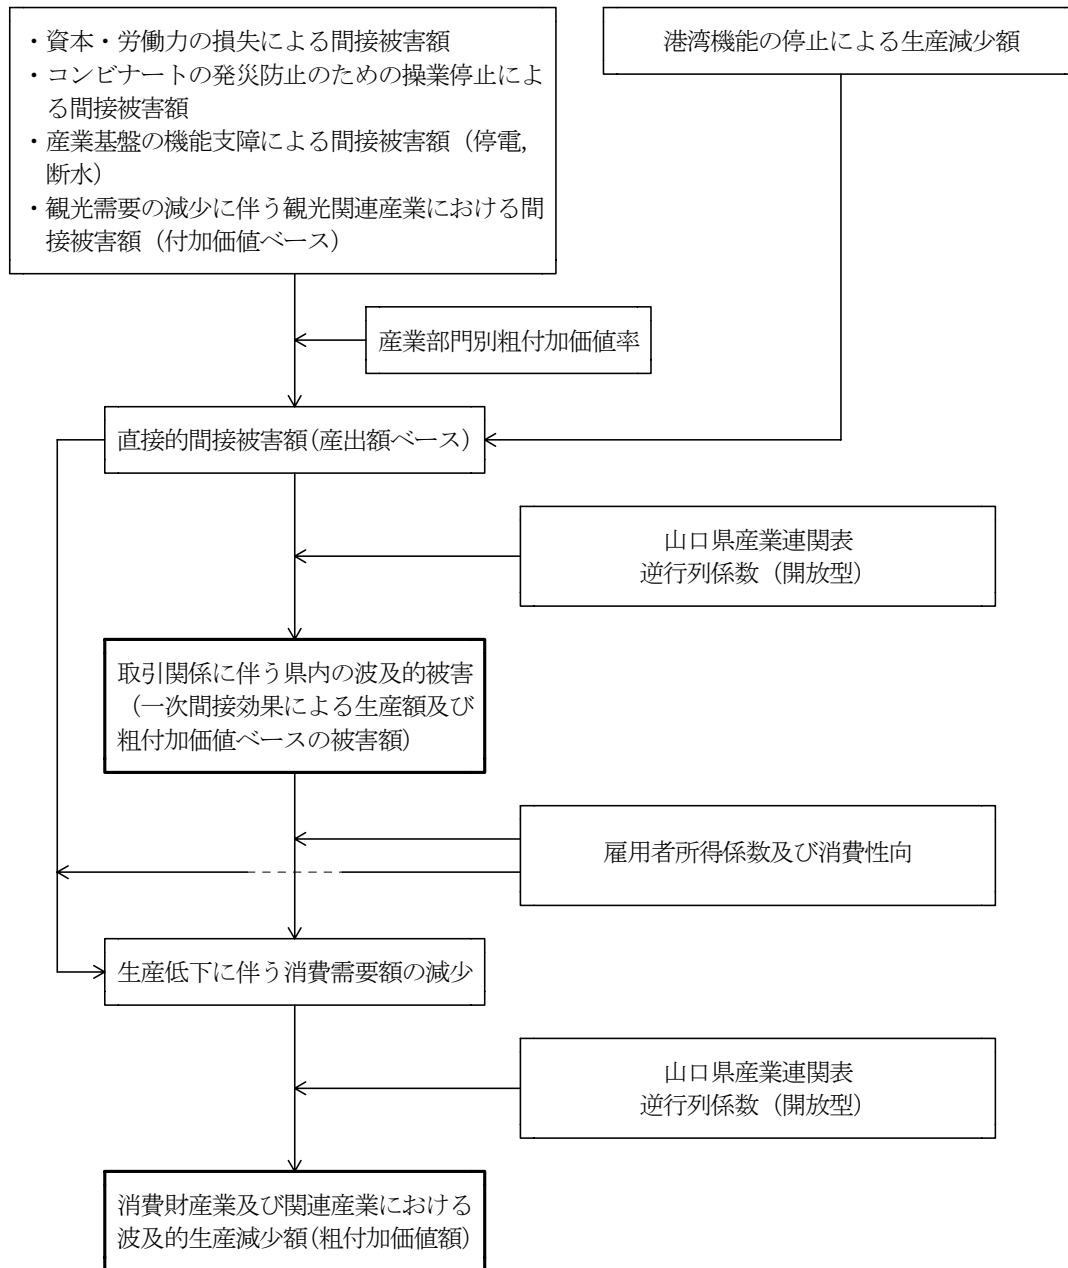 ・資本・労働力の損失による間接被害額
・コンビナートの発災防止のための操業停止によ
る間接被害額
・産業基盤の機能支障による間接被害額（停電，
断水）
・観光需要の減少に伴う観光関連産業における間
接被害額（付加価値ベース）
港湾機能の停止による生産減少額
産業部門別粗付加価値率
直接的間接被害額(産出額ベース)
山口県産業連関表
逆行列係数（開放型）
取引関係に伴う県内の波及的被害
（一次間接効果による生産額及び
粗付加価値ベースの被害額）
雇用者所得係数及び消費性向
生産低下に伴う消費需要額の減少
山口県産業連関表
逆行列係数（開放型）
消費財産業及び関連産業における
波及的生産減少額(粗付加価値額)